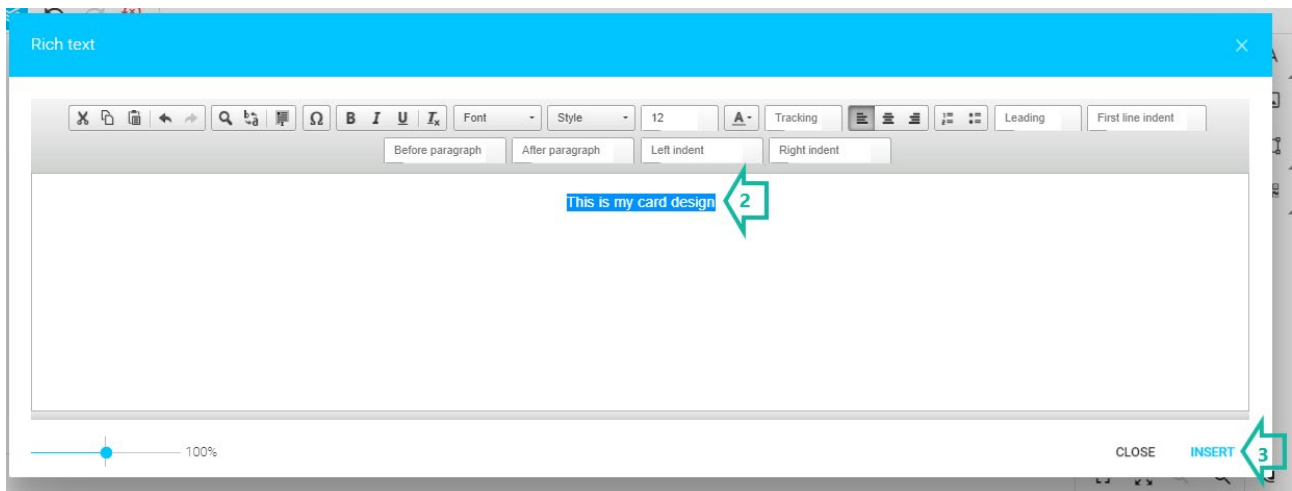 Rich text
Ω B I U Ix Font Style 12 A Tracking Leading First line indent
Before paragraph After paragraph Left indent Right indent
This is my card design 2
100% CLOSE INSERT 3